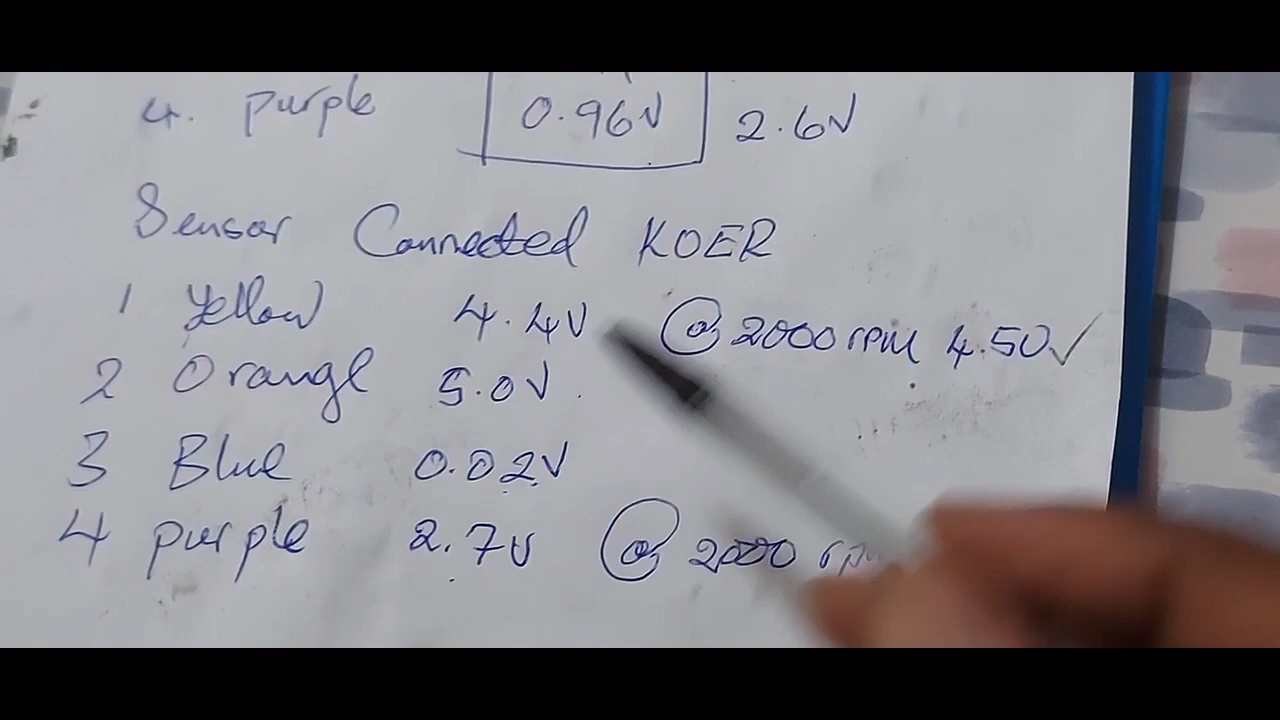 4. purple 0.96V 2.6V
Sensor Connected KOER
1 Yellow 4.4V @ 2000 rpm 4.50V
2 Orange 5.0V
3 Blue 0.02V
4 purple 2.7V @ 2000